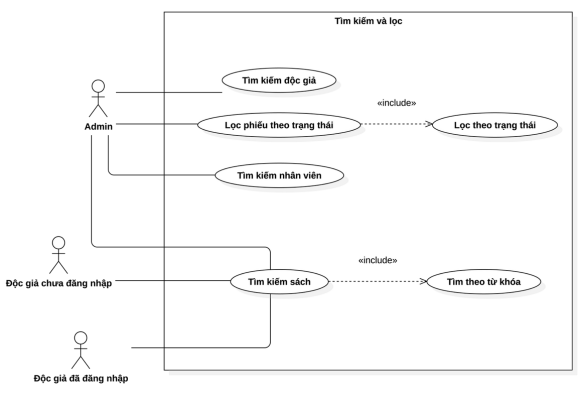 Tìm kiếm và lọc
Tìm kiếm độc giả
«include»
Admin
Lọc phiếu theo trạng thái
Lọc theo trạng thái
Tìm kiếm nhân viên
«include»
Độc giả chưa đăng nhập
Tìm kiếm sách
Tìm theo từ khóa
Độc giả đã đăng nhập